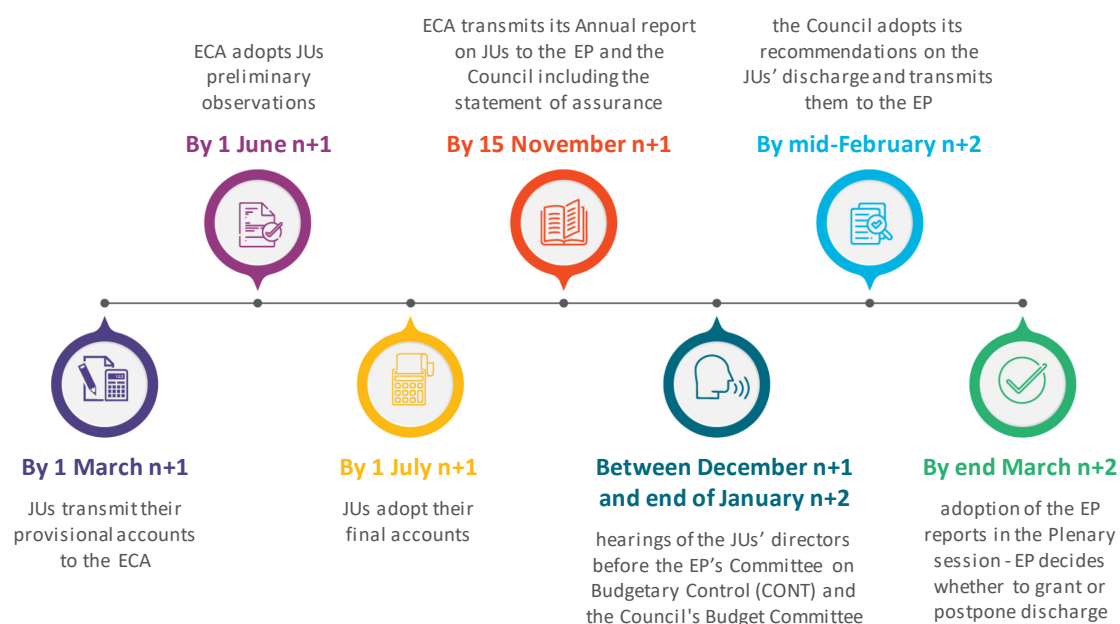 ECA adopts JUs
preliminary
observations
By 1 June n+1
ECA transmits its Annual report
on JUs to the EP and the
Council including the
statement of assurance
By 15 November n+1
the Council adopts its
recommendations on the
JUs' discharge and transmits
them to the EP
By mid-February n+2
By 1 March n+1
JUs transmit their
provisional accounts
to the ECA
By 1 July n+1
JUs adopt their
final accounts
Between December n+1
and end of January n+2
hearings of the JUs' directors
before the EP's Committee on
Budgetary Control (CONT) and
the Council's Budget Committee
By end March n+2
adoption of the EP
reports in the Plenary
session - EP decides
whether to grant or
postpone discharge